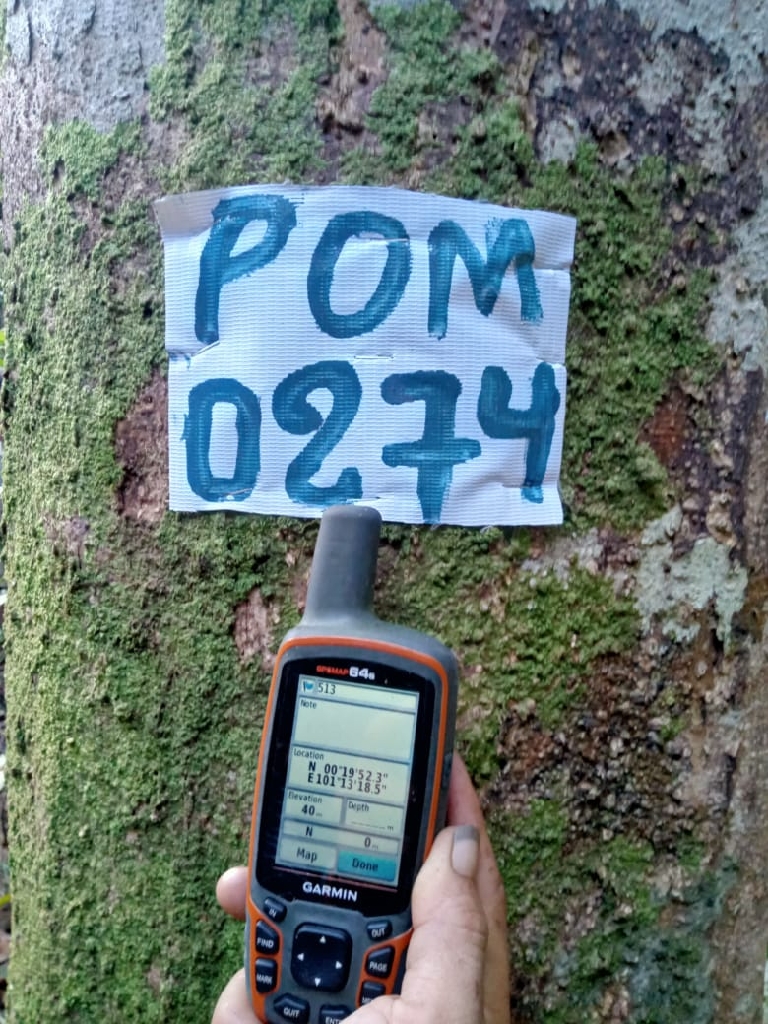 POM
0274
GPSMAP 64s
513
Note
Location
N 00°19'52.3"
E101°13'18.5"
Elevation Depth
40m
N 0m
Map Done
GARMIN
IN OUT
FIND PAGE
MARK
QUIT